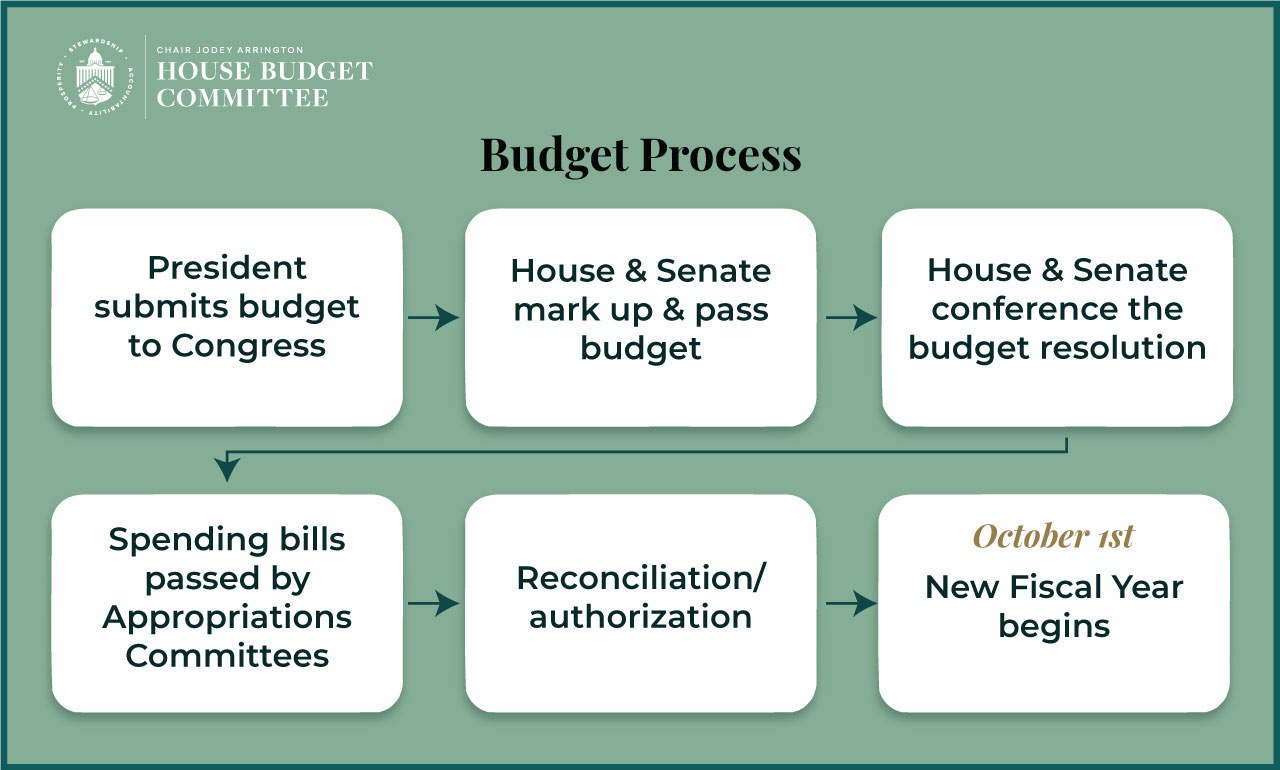 STEWARDSHIP · ACCOUNTABILITY · PROSPERITY ·
CHAIR JODEY ARRINGTON
HOUSE BUDGET
COMMITTEE
Budget Process
President
submits budget
to Congress
House & Senate
mark up & pass
budget
House & Senate
conference the
budget resolution
Spending bills
passed by
Appropriations
Committees
Reconciliation/
authorization
October 1st
New Fiscal Year
begins